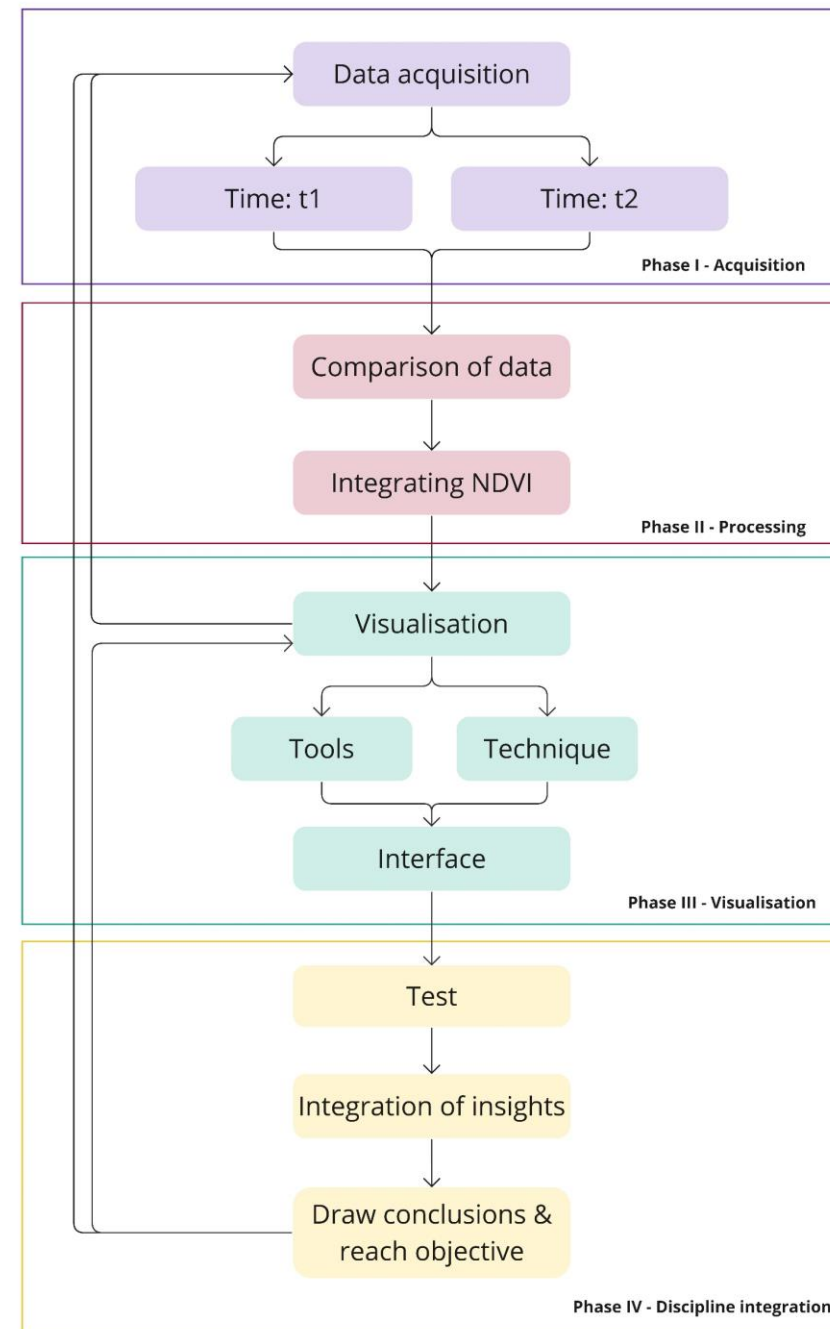 Data acquisition
Time: t1
Time: t2
Phase I - Acquisition
Comparison of data
Integrating NDVI
Phase II - Processing
Visualisation
Tools
Technique
Interface
Phase III - Visualisation
Test
Integration of insights
Draw conclusions &
reach objective
Phase IV - Discipline integration